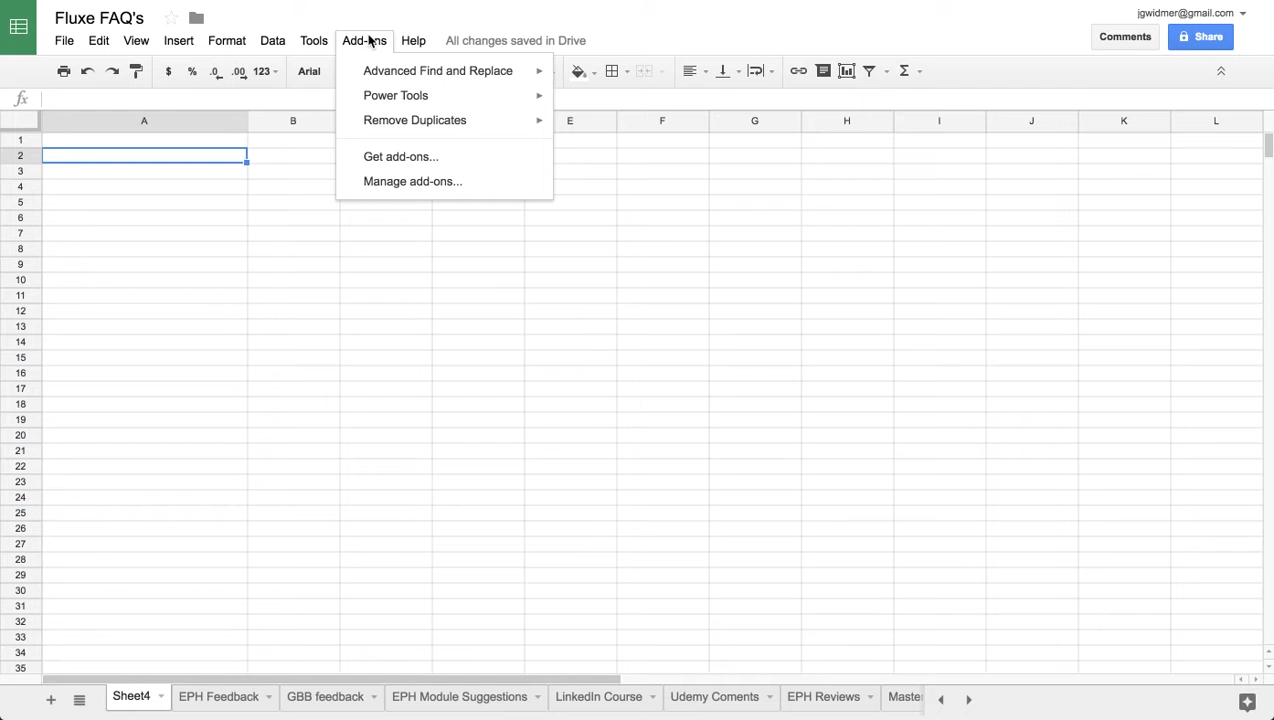 Fluxe FAQ's
jgwidmer@gmail.com
File Edit View Insert Format Data Tools Add-ons Help All changes saved in Drive
Comments Share
$ % .0 .00 123 Arial
fx
Advanced Find and Replace
Power Tools
Remove Duplicates
Get add-ons...
Manage add-ons...
A B E F G H I J K L
1
2
3
4
5
6
7
8
9
10
11
12
13
14
15
16
17
18
19
20
21
22
23
24
25
26
27
28
29
30
31
32
33
34
35
Sheet4 EPH Feedback GBB feedback EPH Module Suggestions LinkedIn Course Udemy Coments EPH Reviews Master